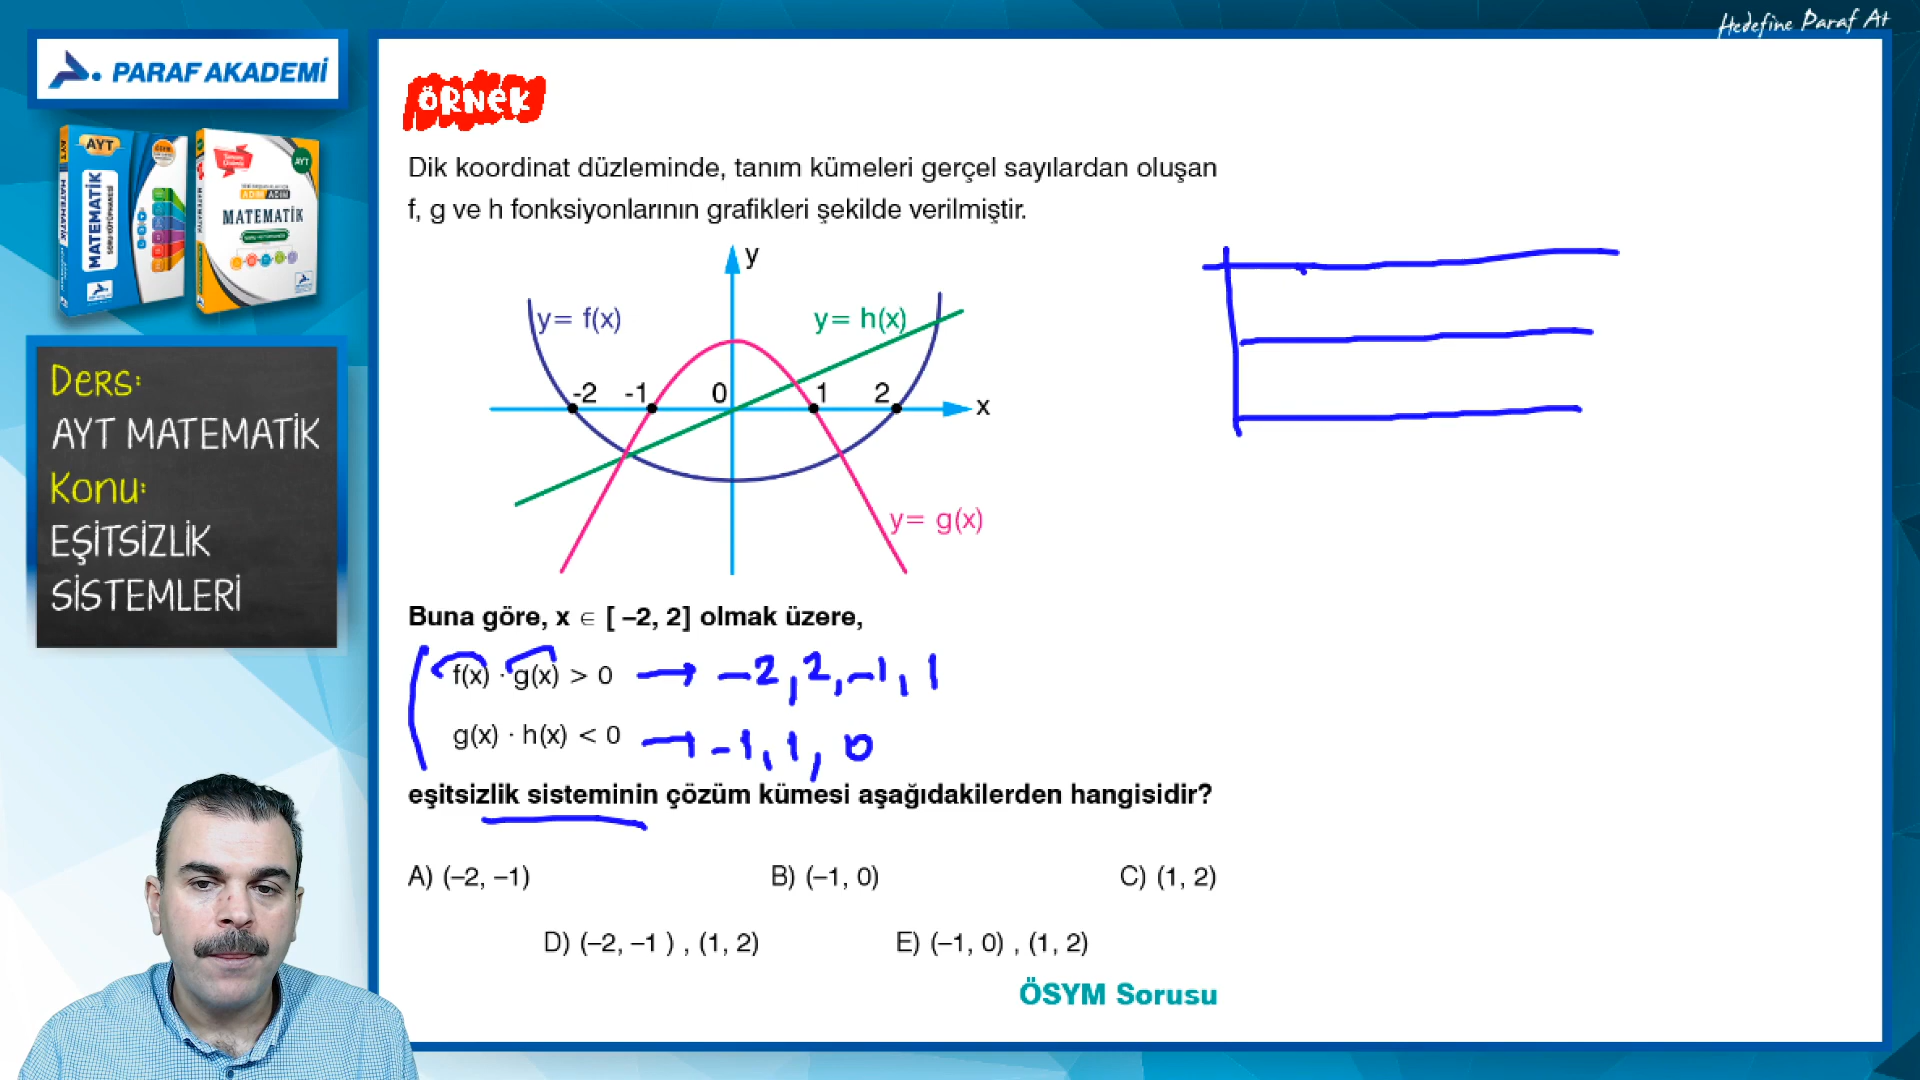 Hedefine Paraf At
PARAF AKADEMİ
AYT
MATEMATİK
AYT
MATEMATİK
Ders:
AYT MATEMATİK
Konu:
EŞİTSİZLİK
SİSTEMLERİ
ÖRNEK
Dik koordinat düzleminde, tanım kümeleri gerçel sayılardan oluşan
f, g ve h fonksiyonlarının grafikleri şekilde verilmiştir.
y
y= f(x)
y= h(x)
-2 -1 0 1 2
x
y= g(x)
Buna göre, x ∈ [ –2, 2] olmak üzere,
f(x) · g(x) > 0 → -2, 2, -1, 1
g(x) · h(x) < 0 → -1, 1, 0
eşitsizlik sisteminin çözüm kümesi aşağıdakilerden hangisidir?
A) (–2, –1) B) (–1, 0) C) (1, 2)
D) (–2, –1 ) , (1, 2) E) (–1, 0) , (1, 2)
ÖSYM Sorusu